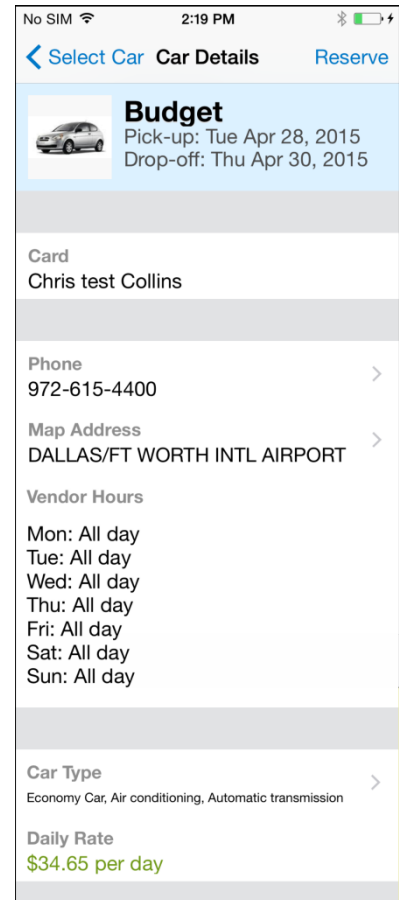 No SIM 2:19 PM
Select Car Car Details Reserve
Budget
Pick-up: Tue Apr 28, 2015
Drop-off: Thu Apr 30, 2015
Card
Chris test Collins
Phone
972-615-4400
Map Address
DALLAS/FT WORTH INTL AIRPORT
Vendor Hours
Mon: All day
Tue: All day
Wed: All day
Thu: All day
Fri: All day
Sat: All day
Sun: All day
Car Type
Economy Car, Air conditioning, Automatic transmission
Daily Rate
$34.65 per day